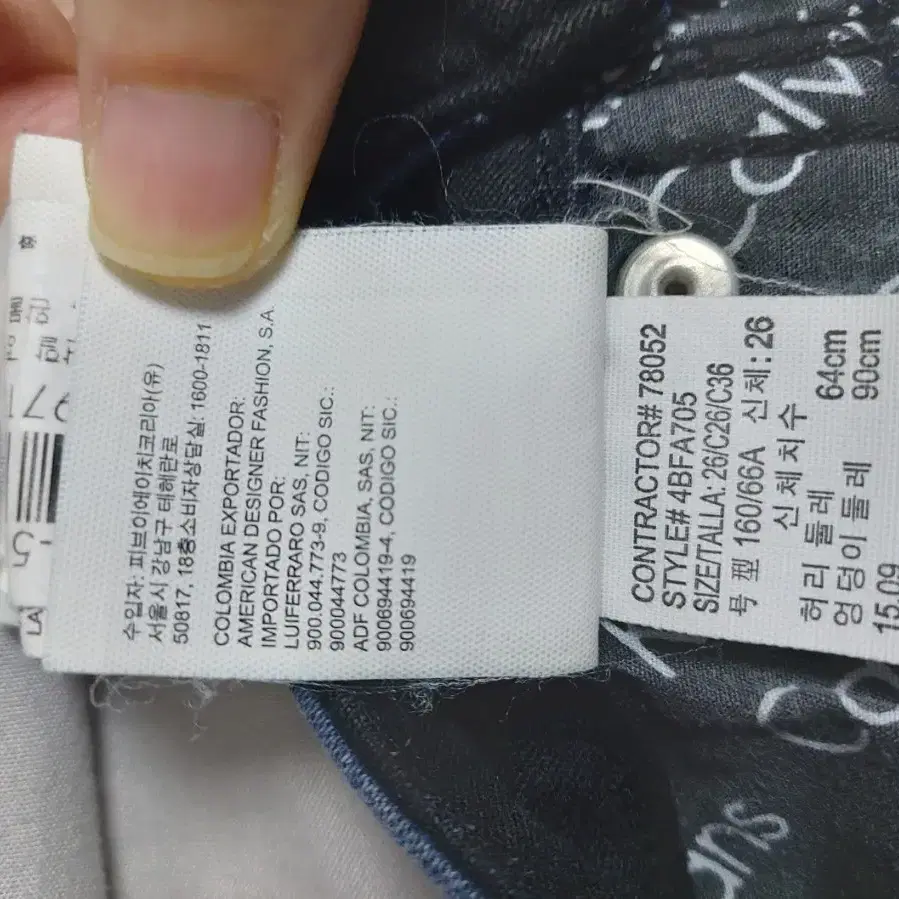 수입자: 피브이에이치코리아(유)
서울시 강남구 테헤란로
50817, 18층소비자상담실: 1600-1811
COLOMBIA EXPORTADOR:
AMERICAN DESIGNER FASHION, S.A.
IMPORTADO POR:
LUIFERRARO SAS, NIT:
900.044.773-9, CODIGO SIC.:
900044773
ADF COLOMBIA, SAS, NIT:
900694419-4, CODIGO SIC.:
900694419
CONTRACTOR# 78052
STYLE# 4BFA705
SIZE/TALLA: 26/C26/C36
号型 160/66A 신체: 26
신체치수
허리 둘레 64cm
엉덩이 둘레 90cm
15.09
LA